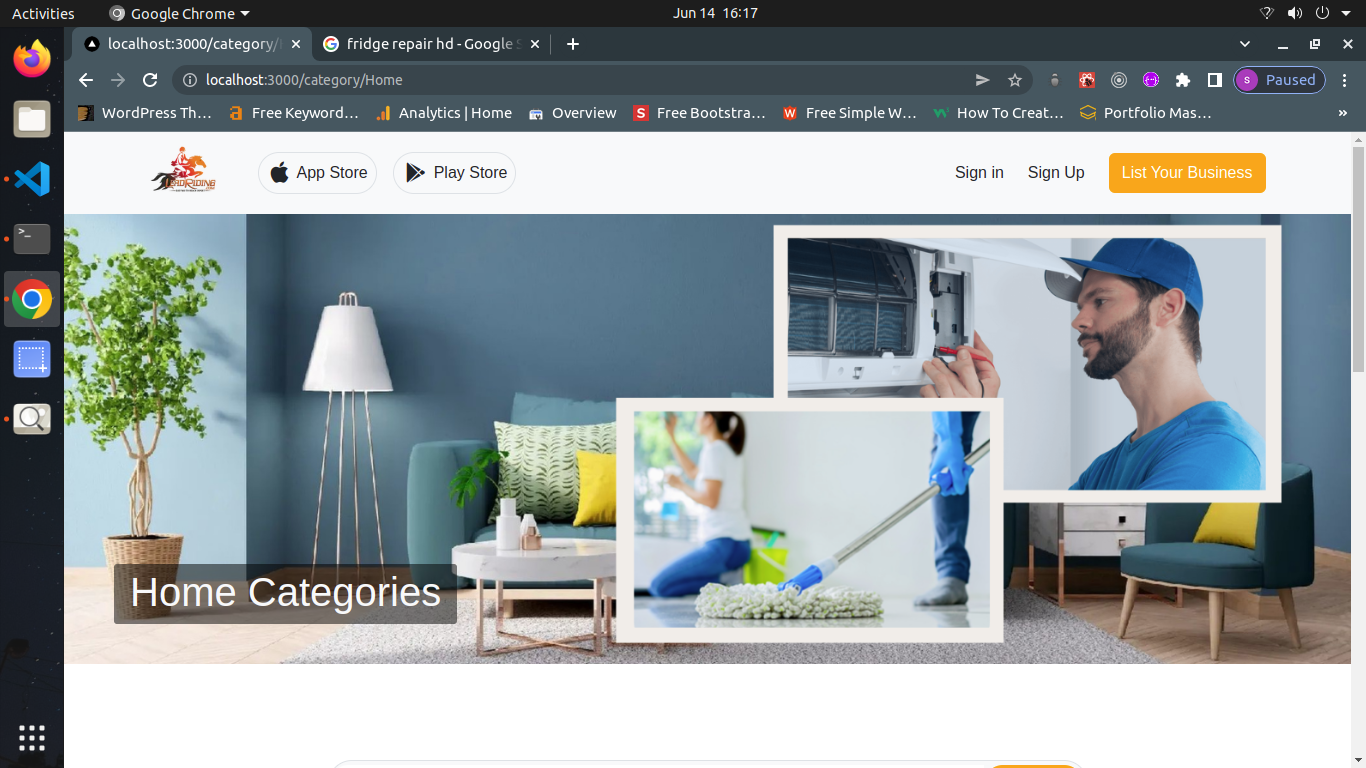 Activities
Google Chrome
Jun 14 16:17
localhost:3000/category/
fridge repair hd - Google S
localhost:3000/category/Home
S
Paused
WordPress Th…
Free Keyword…
Analytics | Home
Overview
S
Free Bootstra…
Free Simple W…
How To Creat…
Portfolio Mas…
»
LordRiding
App Store
Play Store
Sign in
Sign Up
List Your Business
Home Categories